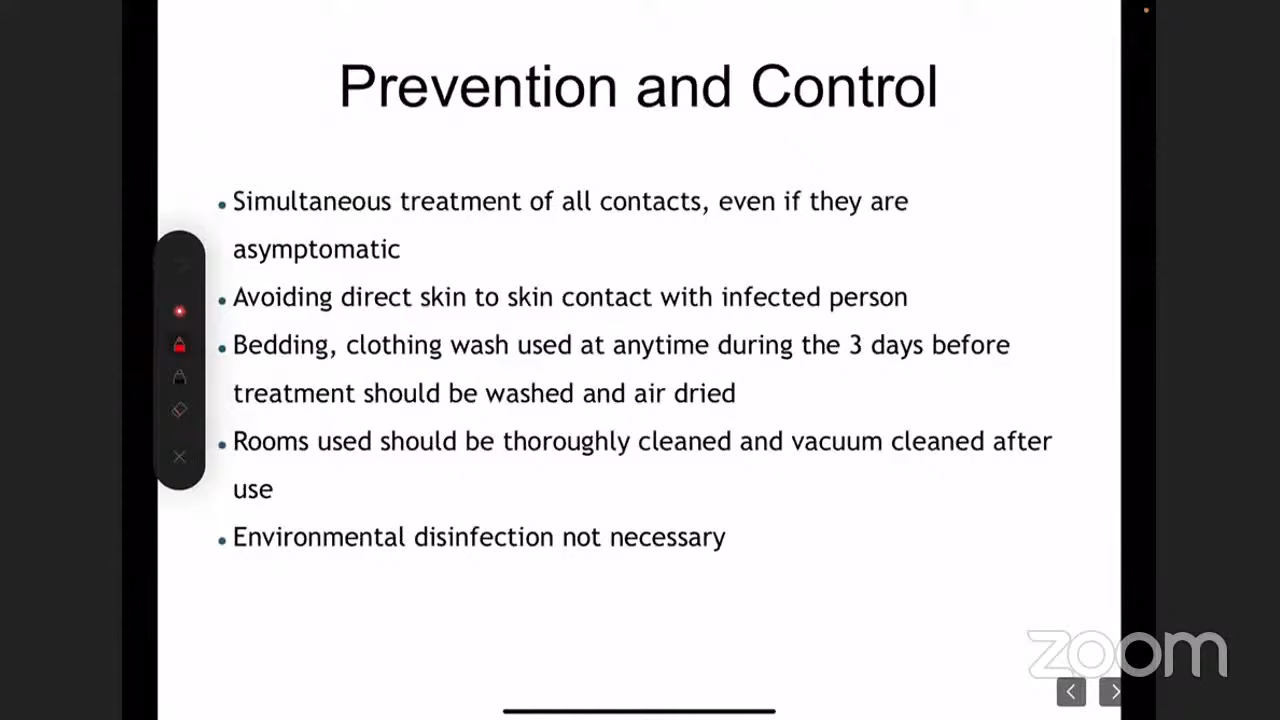 Prevention and Control
• Simultaneous treatment of all contacts, even if they are
asymptomatic
• Avoiding direct skin to skin contact with infected person
• Bedding, clothing wash used at anytime during the 3 days before
treatment should be washed and air dried
• Rooms used should be thoroughly cleaned and vacuum cleaned after
use
• Environmental disinfection not necessary
zoom